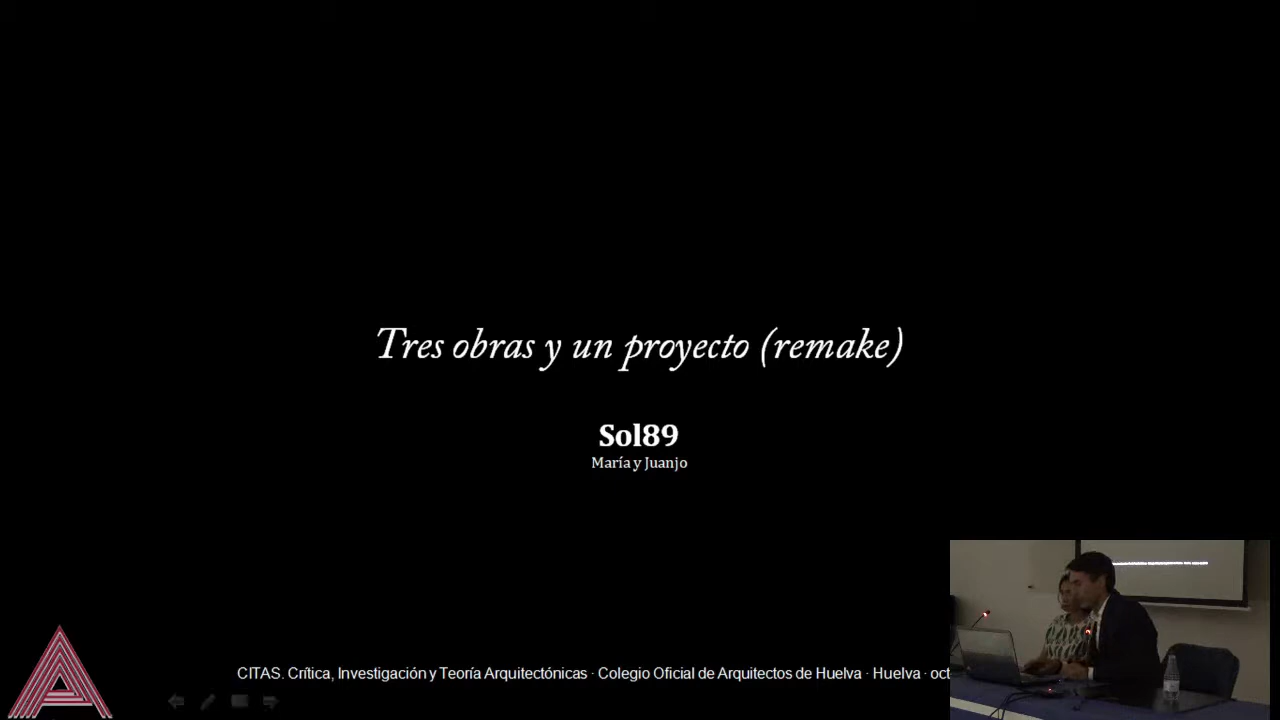 Tres obras y un proyecto (remake)
Sol89
María y Juanjo
CITAS. Crítica, Investigación y Teoría Arquitectónicas · Colegio Oficial de Arquitectos de Huelva · Huelva · oct